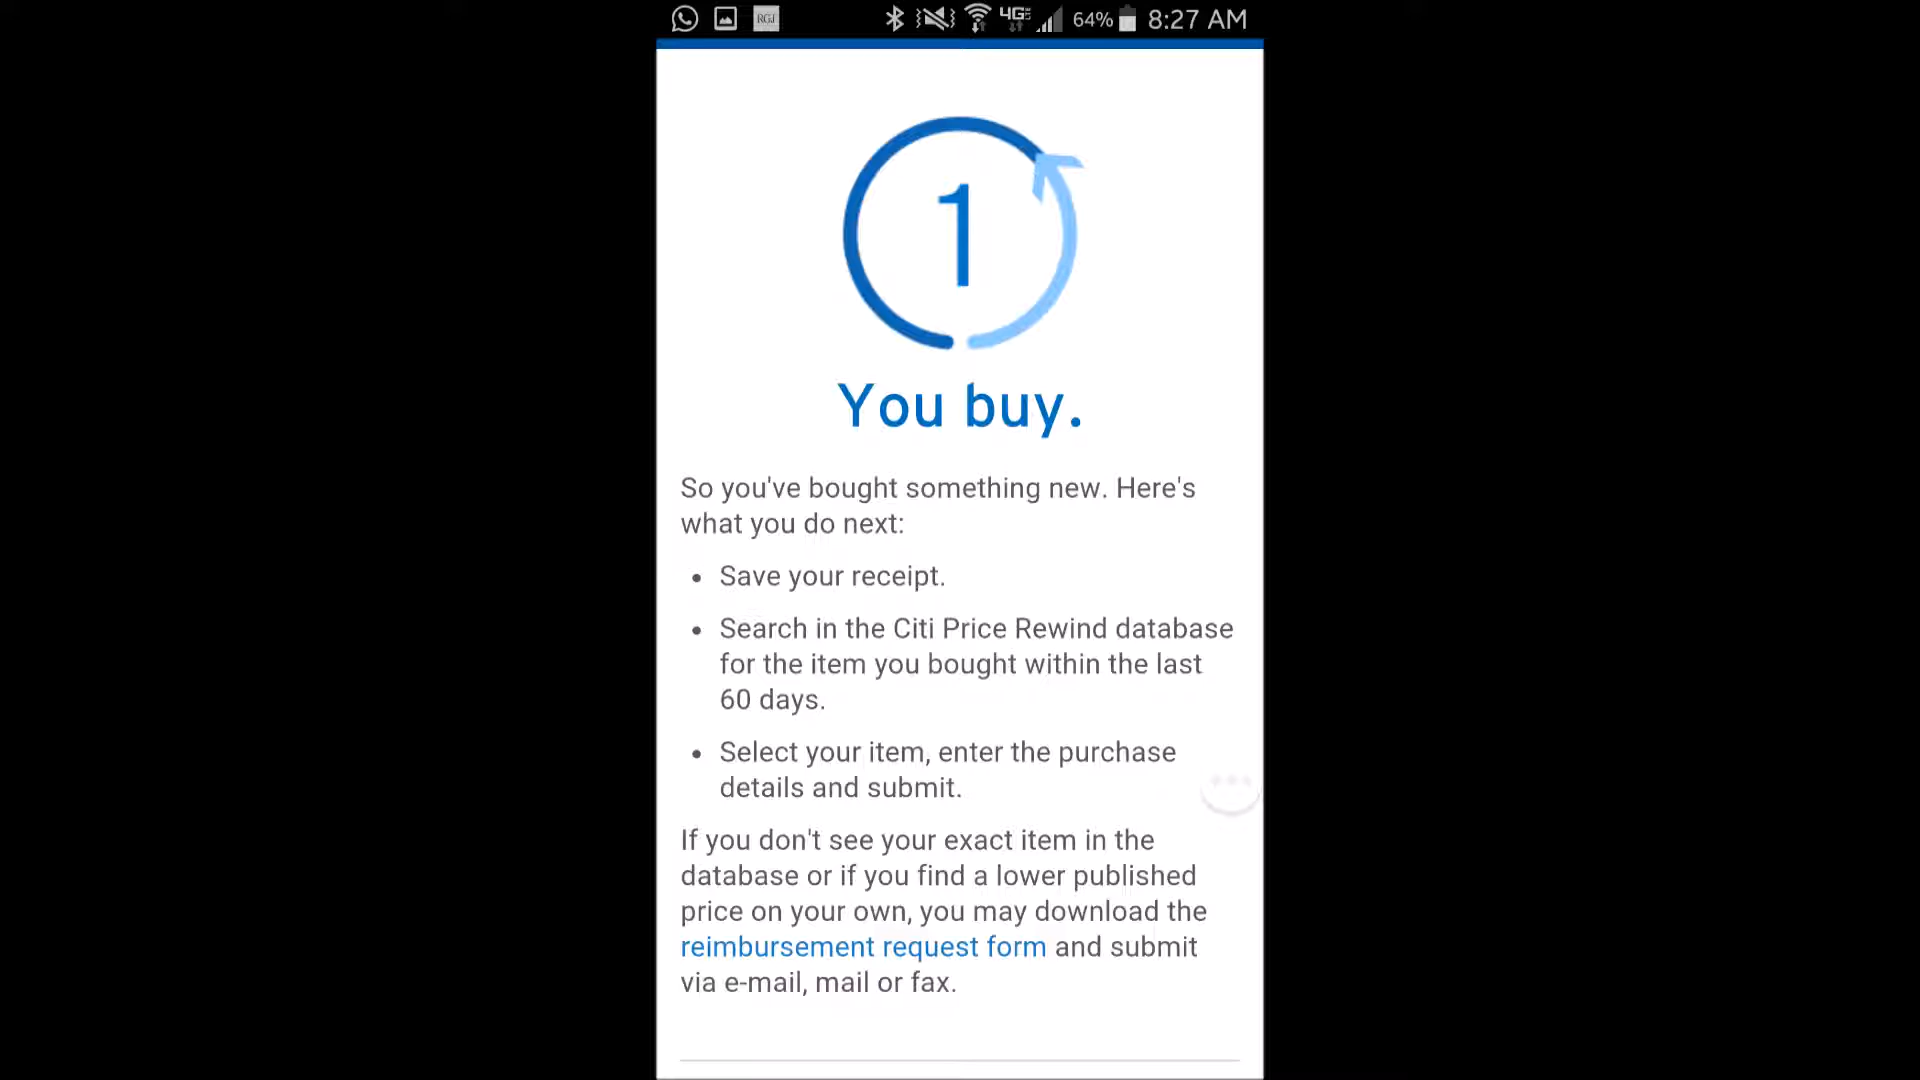 RGJ 4G LTE 64% 8:27 AM
1
You buy.
So you've bought something new. Here's
what you do next:
• Save your receipt.
• Search in the Citi Price Rewind database
for the item you bought within the last
60 days.
• Select your item, enter the purchase
details and submit.
If you don't see your exact item in the
database or if you find a lower published
price on your own, you may download the
reimbursement request form and submit
via e-mail, mail or fax.